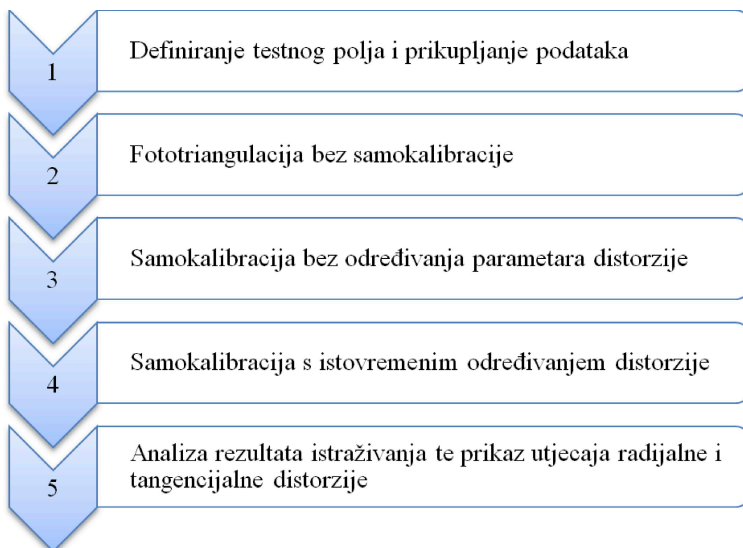 1
Definiranje testnog polja i prikupljanje podataka
2
Fototriangulacija bez samokalibracije
3
Samokalibracija bez određivanja parametara distorzije
4
Samokalibracija s istovremenim određivanjem distorzije
5
Analiza rezultata istraživanja te prikaz utjecaja radijalne i
tangencijalne distorzije